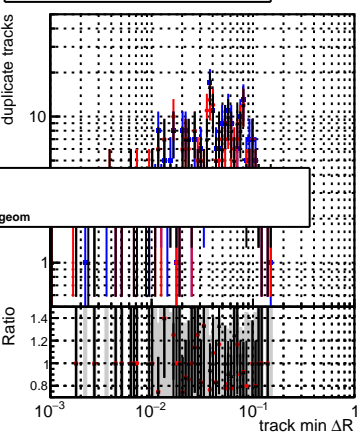 duplicate tracks
10
geom
1
Ratio
1.4
1.2
1
0.8
10⁻³
10⁻²
10⁻¹
1
track min ΔR